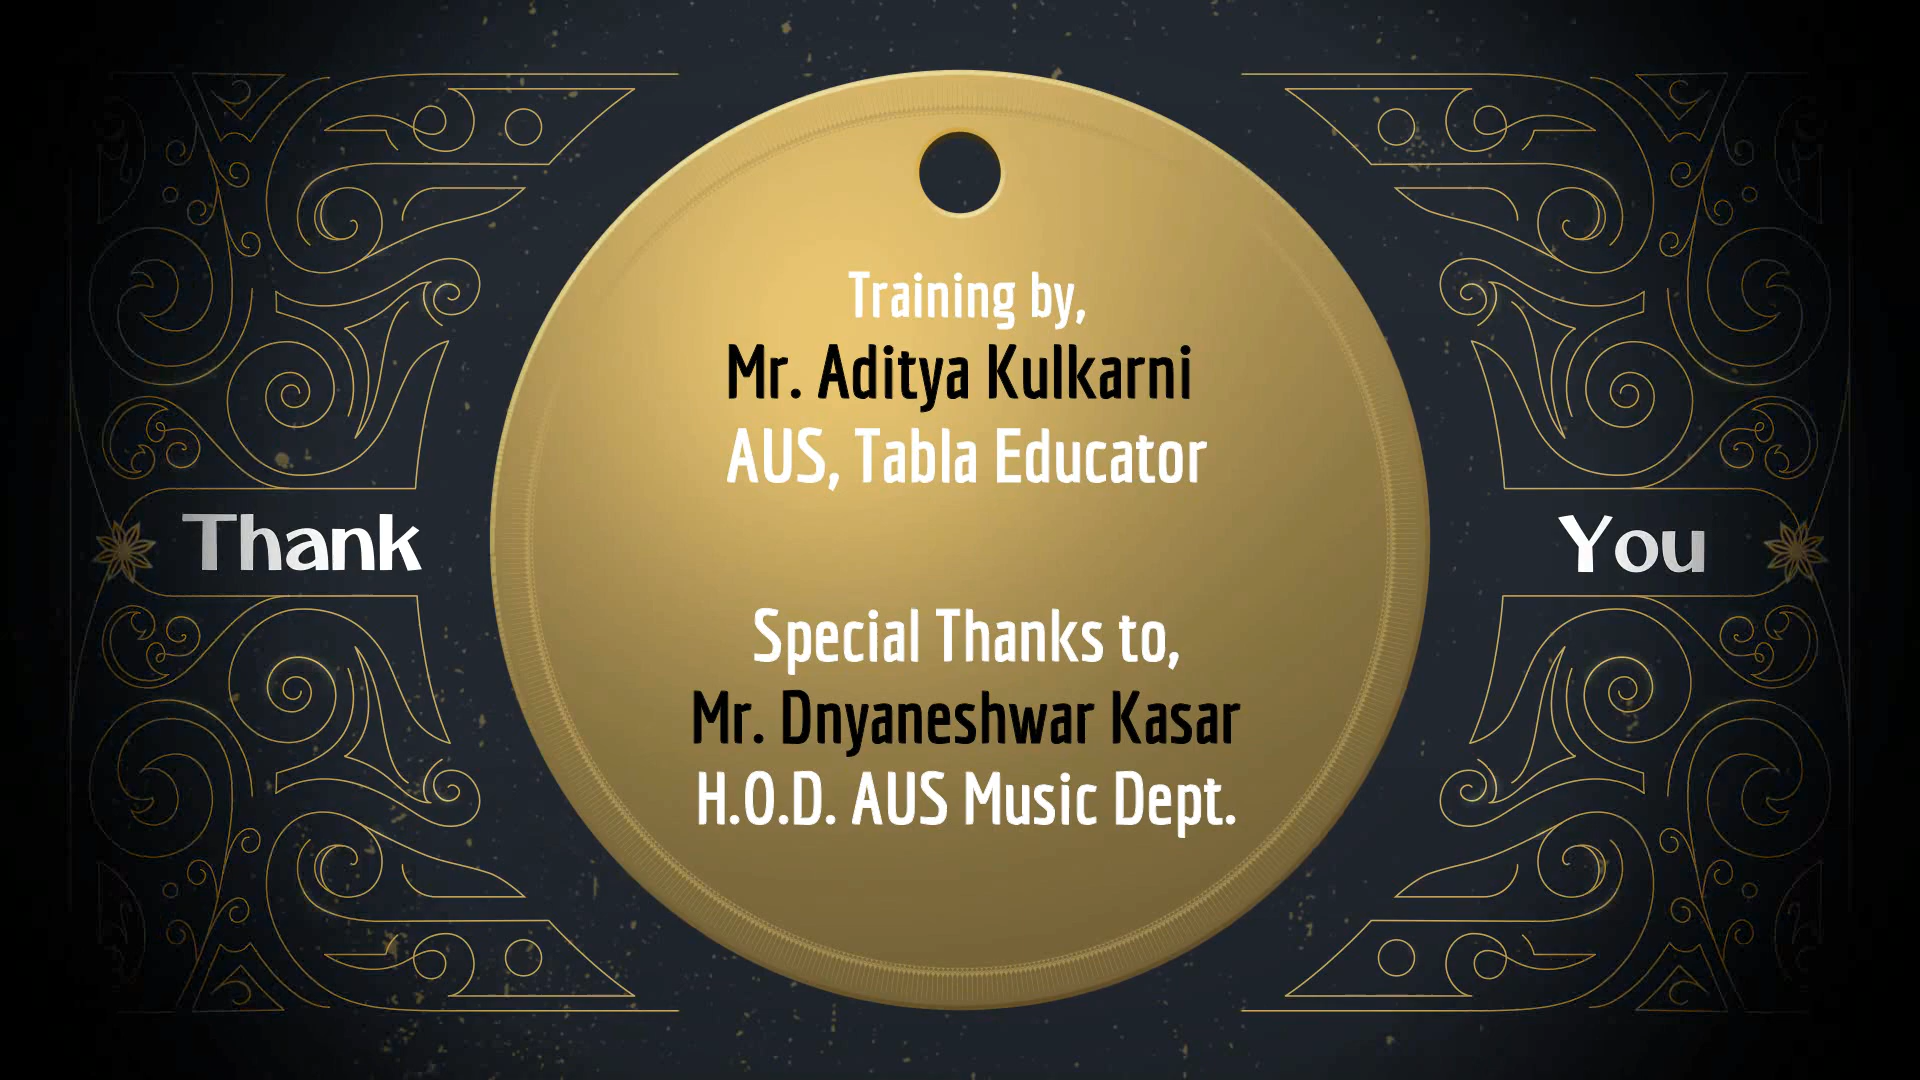 Training by,
Mr. Aditya Kulkarni
AUS, Tabla Educator
Thank
You
Special Thanks to,
Mr. Dnyaneshwar Kasar
H.O.D. AUS Music Dept.